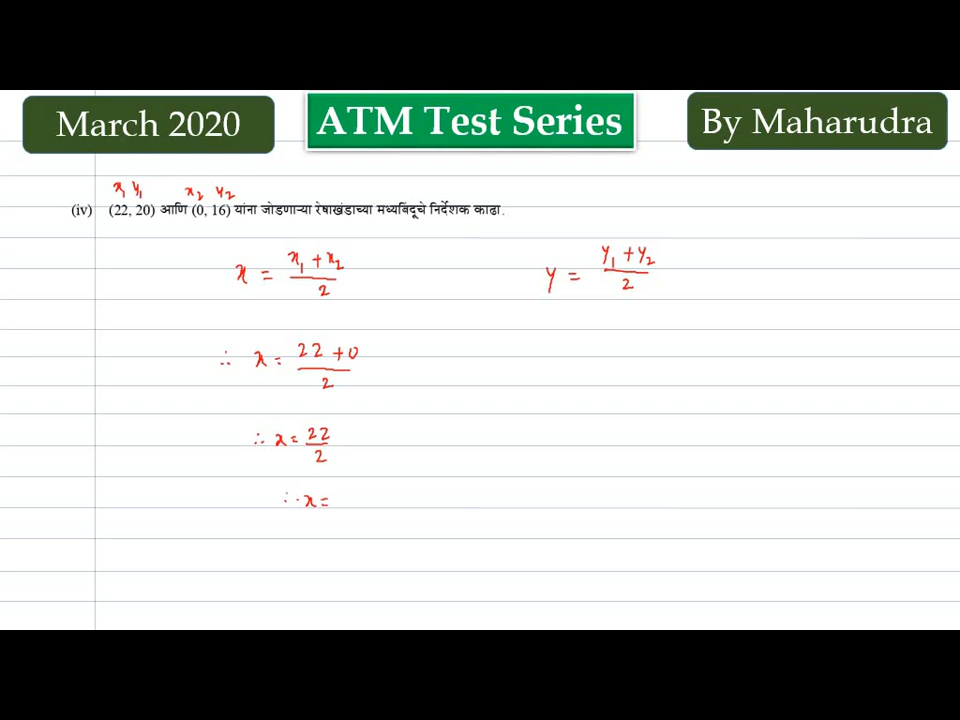 March 2020 ATM Test Series By Maharudra
x₁ y₁ x₂ y₂
(iv) (22, 20) आणि (0, 16) यांना जोडणाऱ्या रेषाखंडाच्या मध्यबिंदूचे निर्देशक काढा.
x = (x₁ + x₂)/2 y = (y₁ + y₂)/2
∴ x = (22 + 0)/2
∴ x = 22/2
∴ x =